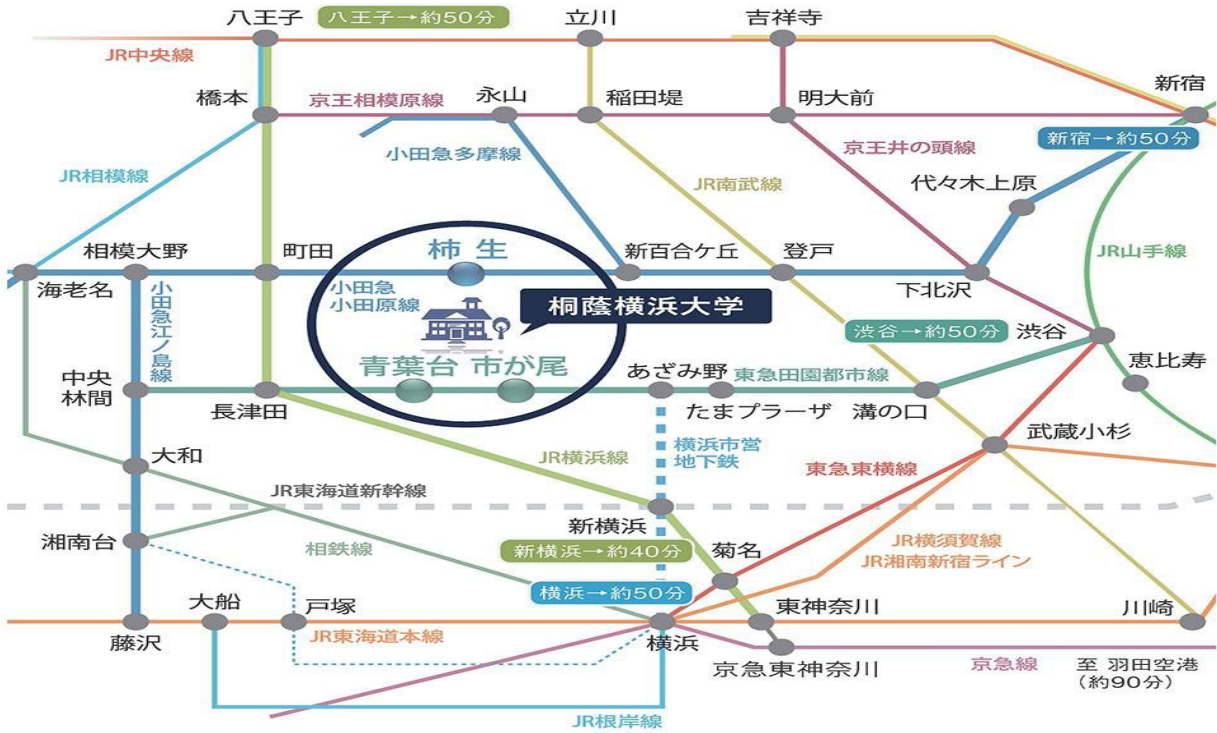 八王子
八王子→約50分
立川
吉祥寺
JR中央線
新宿
橋本
京王相模原線
永山
稲田堤
明大前
新宿→約50分
小田急多摩線
京王井の頭線
JR相模線
JR南武線
代々木上原
相模大野
町田
柿生
新百合ケ丘
登戸
JR山手線
海老名
小田急江ノ島線
小田急
小田原線
桐蔭横浜大学
下北沢
渋谷→約50分
渋谷
青葉台 市が尾
あざみ野
東急田園都市線
恵比寿
中央
林間
長津田
たまプラーザ
溝の口
武蔵小杉
大和
JR横浜線
横浜市営
地下鉄
東急東横線
JR東海道新幹線
湘南台
相鉄線
新横浜
新横浜→約40分
菊名
JR横須賀線
JR湘南新宿ライン
横浜→約50分
大船
戸塚
東神奈川
川崎
藤沢
JR東海道本線
横浜
京急東神奈川
京急線
至 羽田空港
(約90分)
JR根岸線